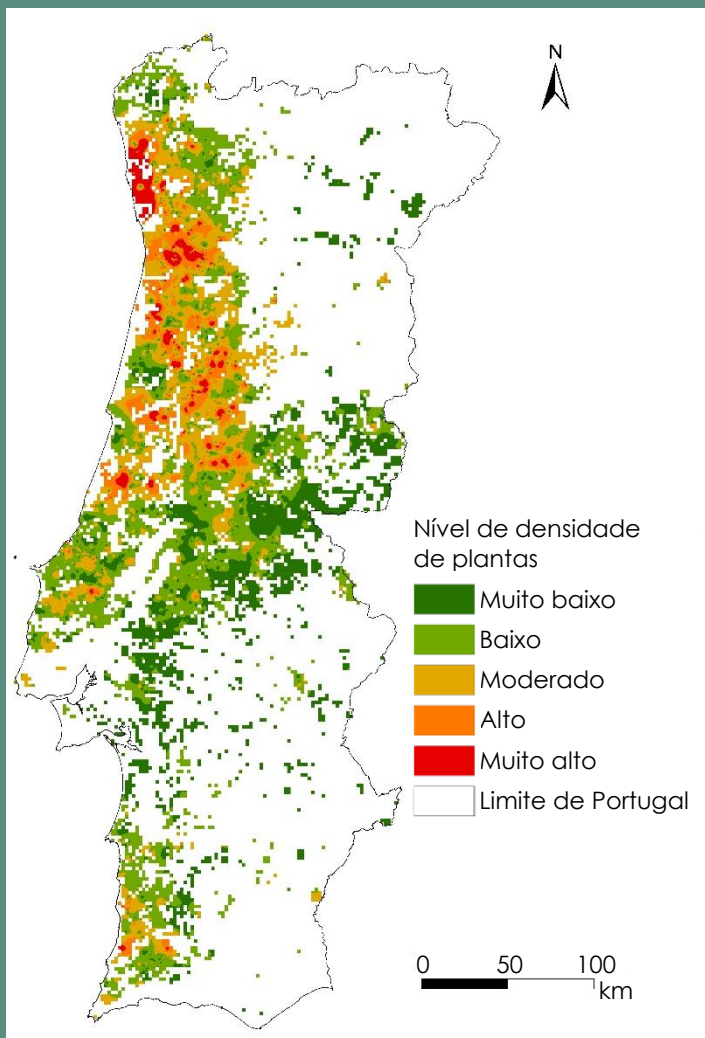 N
Nível de densidade
de plantas
Muito baixo
Baixo
Moderado
Alto
Muito alto
Limite de Portugal
0 50 100
km